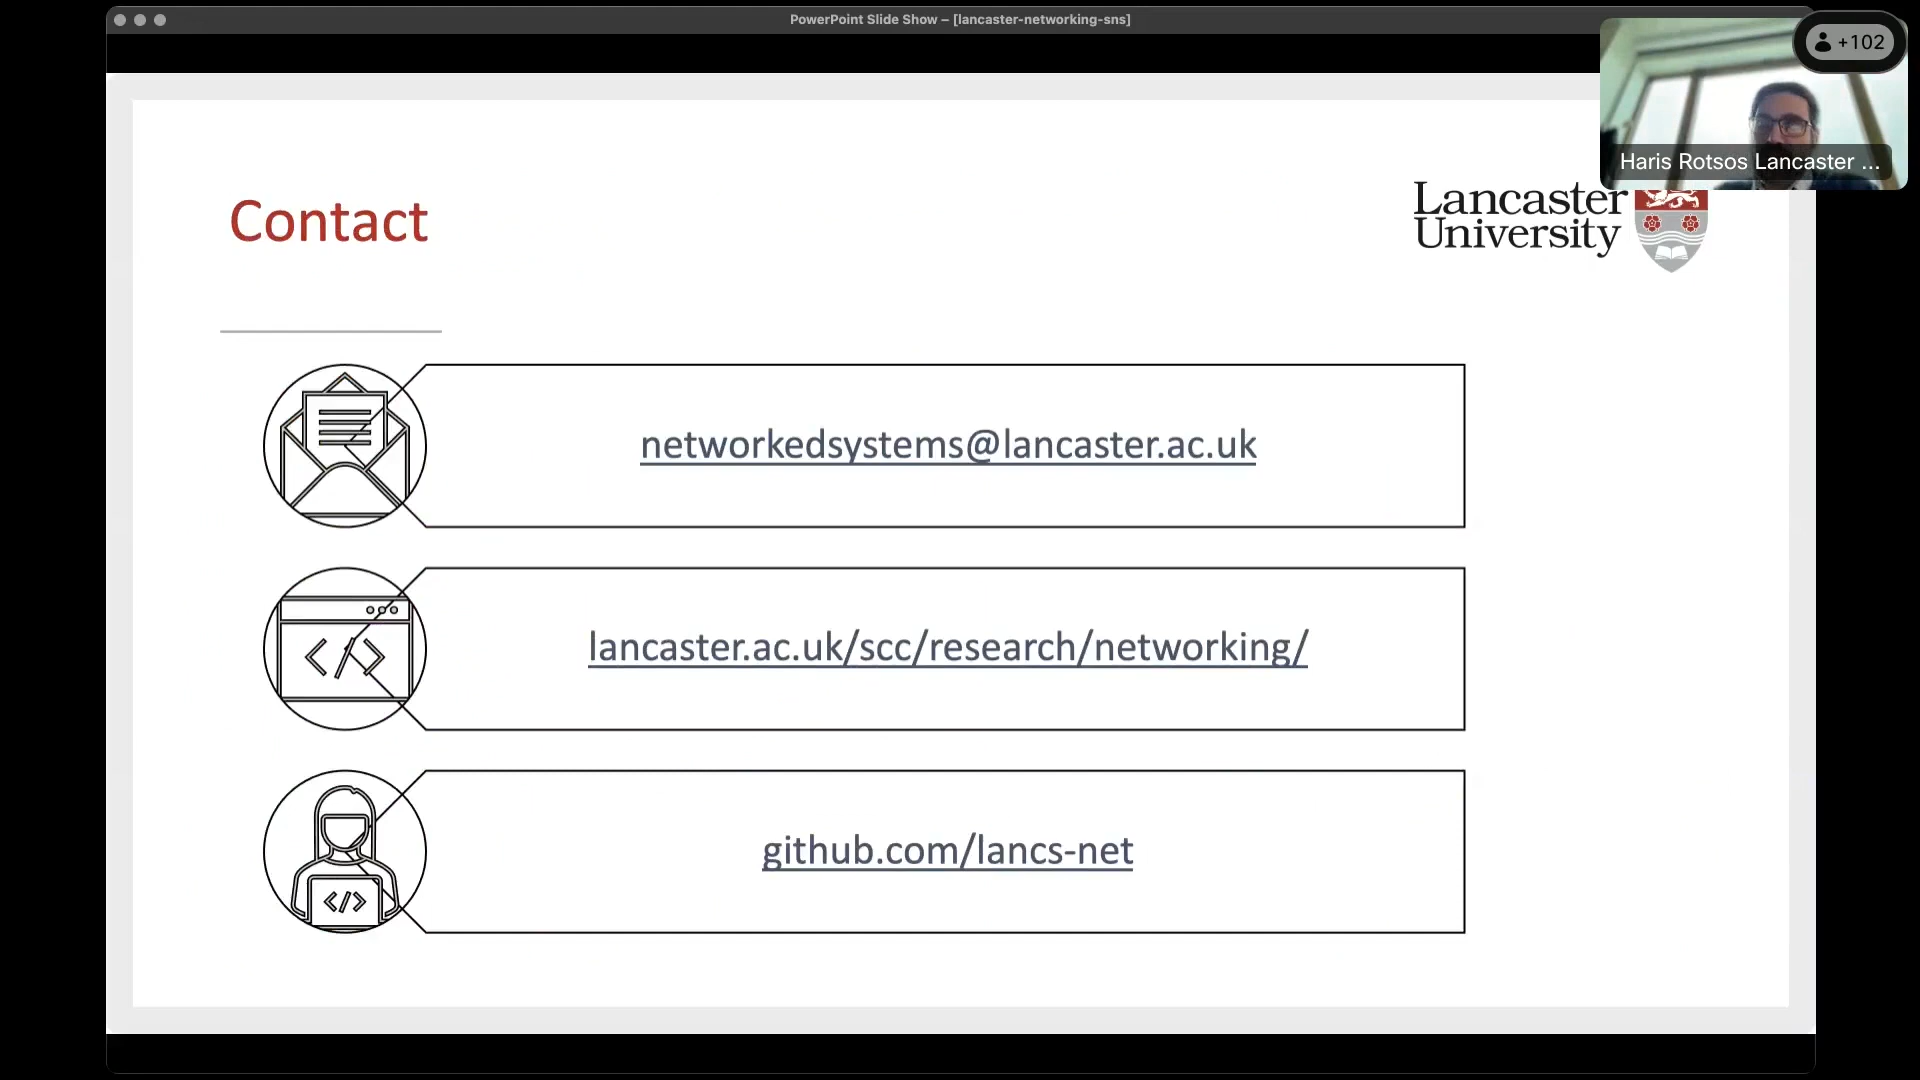 PowerPoint Slide Show – [lancaster-networking-sns]
+102
Haris Rotsos Lancaster ...
Contact
Lancaster
University
networkedsystems@lancaster.ac.uk
lancaster.ac.uk/scc/research/networking/
github.com/lancs-net